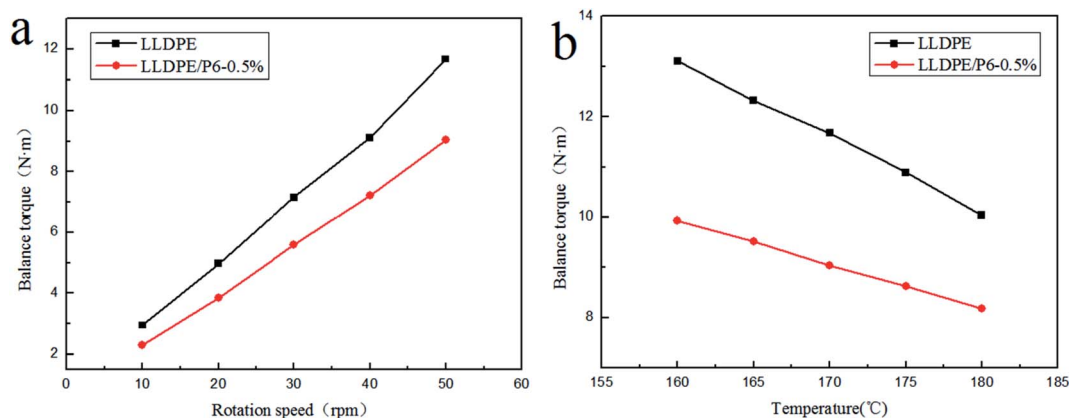 a
LLDPE
LLDPE/P6-0.5%
12
10
8
6
4
2
0
10
20
30
40
50
60
Balance torque（N·m）
Rotation speed（rpm）
b
LLDPE
LLDPE/P6-0.5%
14
12
10
8
155
160
165
170
175
180
185
Balance torque（N·m）
Temperature(℃)